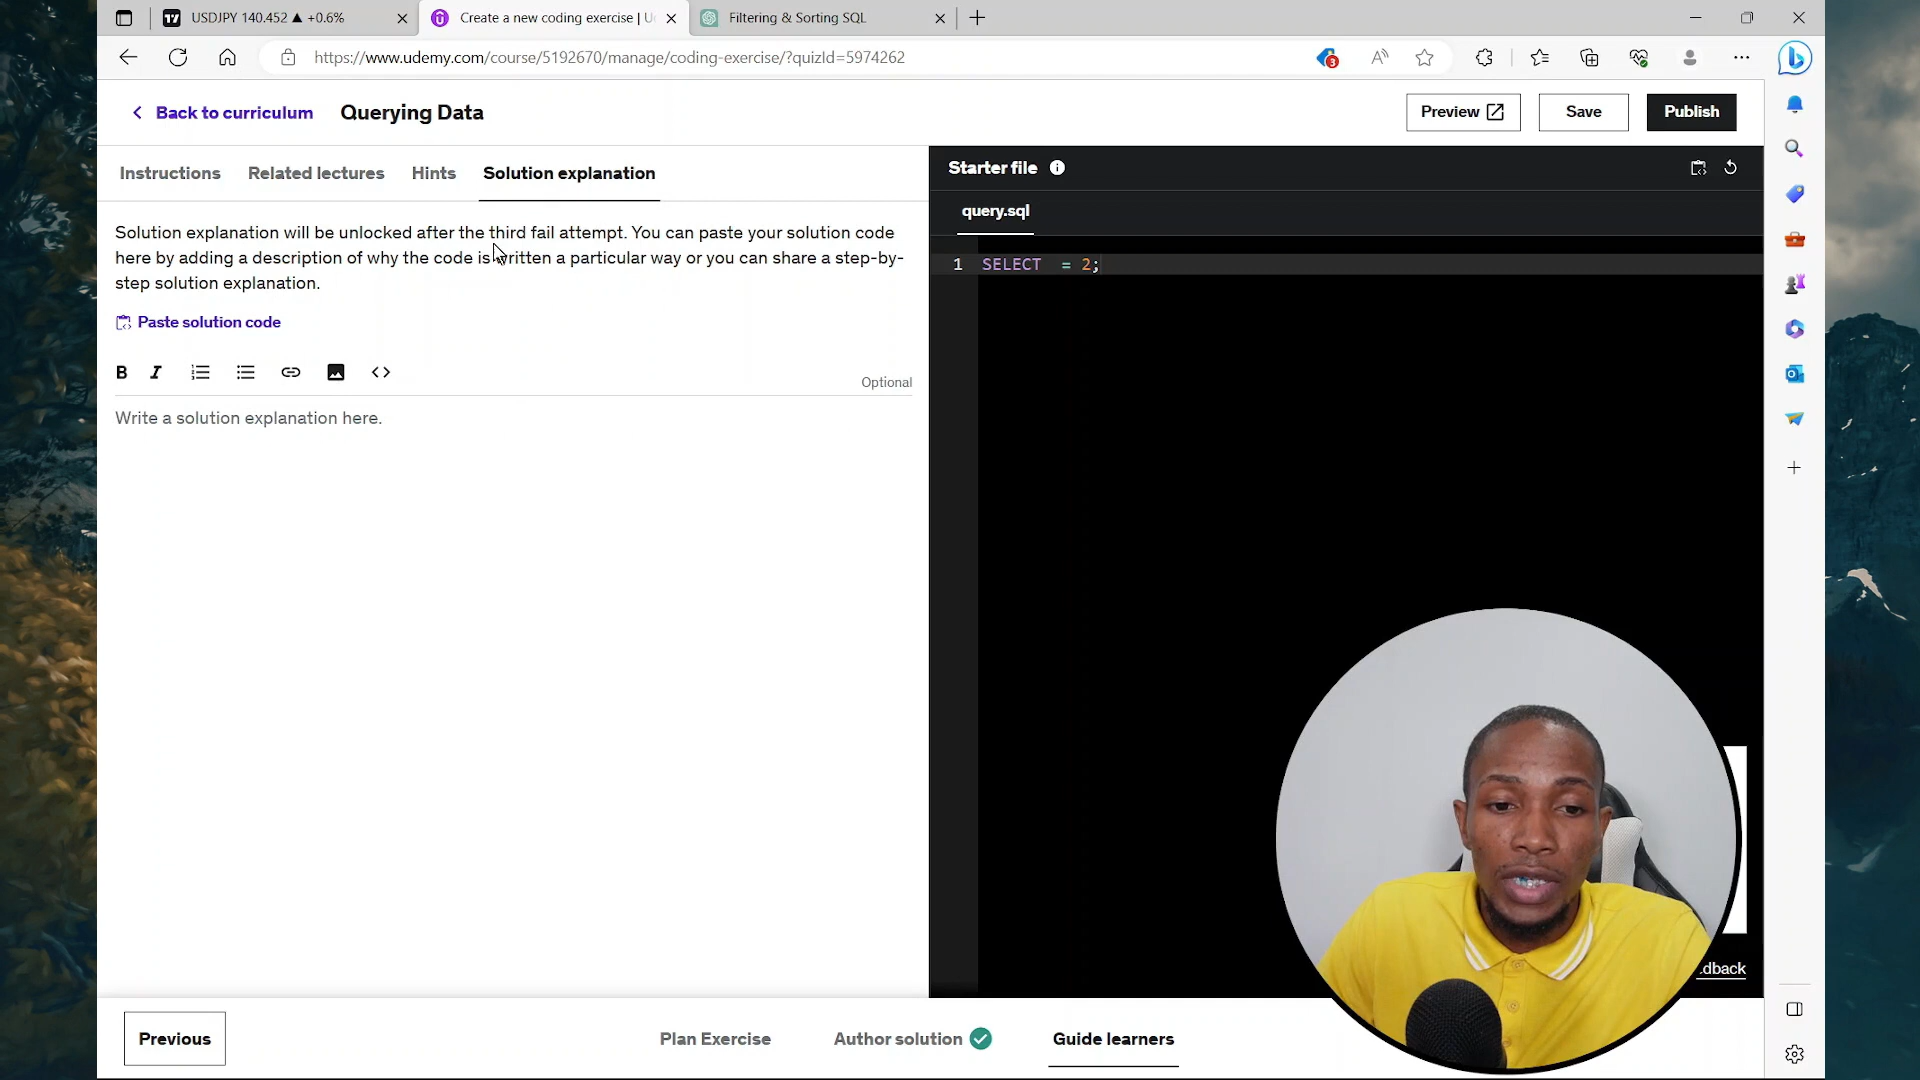 USDJPY 140.452 ▲ +0.6%
Create a new coding exercise | U
Filtering & Sorting SQL
https://www.udemy.com/course/5192670/manage/coding-exercise/?quizId=5974262
3
Back to curriculum
Querying Data
Preview
Save
Publish
Instructions
Related lectures
Hints
Solution explanation
Solution explanation will be unlocked after the third fail attempt. You can paste your solution code
here by adding a description of why the code is written a particular way or you can share a step-by-
step solution explanation.
Paste solution code
B I
Optional
Write a solution explanation here.
Starter file
query.sql
1 SELECT = 2;
dback
Previous
Plan Exercise
Author solution
Guide learners